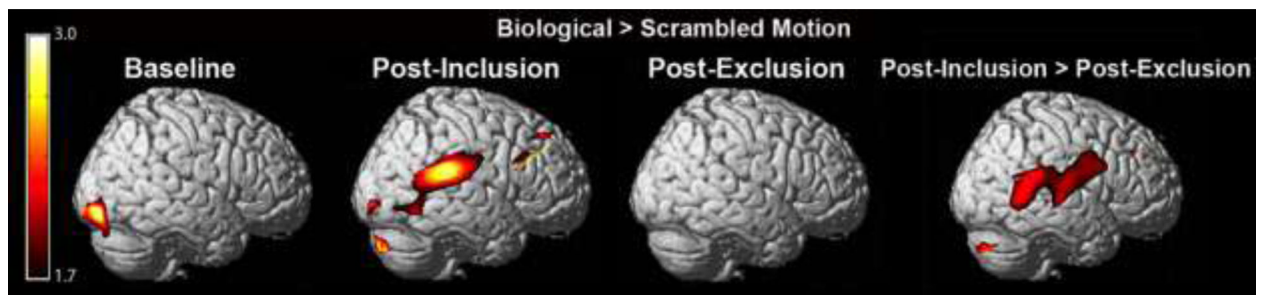 Biological > Scrambled Motion
3.0
Baseline
Post-Inclusion
Post-Exclusion
Post-Inclusion > Post-Exclusion
1.7